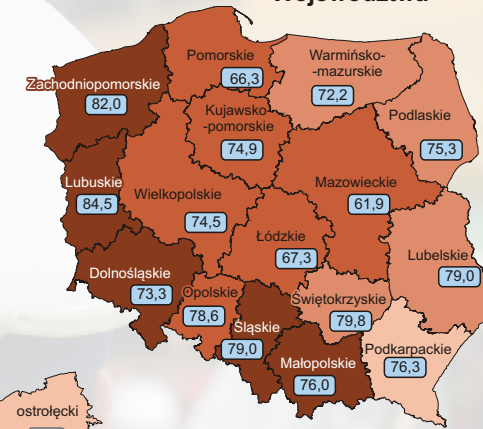 Pomorskie
66,3
Warmińsko-
-mazurskie
72,2
Zachodniopomorskie
82,0
Kujawsko
-pomorskie
74,9
Podlaskie
75,3
Lubuskie
84,5
Wielkopolskie
74,5
Mazowieckie
61,9
Łódzkie
67,3
Lubelskie
79,0
Dolnośląskie
73,3
Opolskie
78,6
Śląskie
79,0
Świętokrzyskie
79,8
Małopolskie
76,0
Podkarpackie
76,3
ostrołęcki